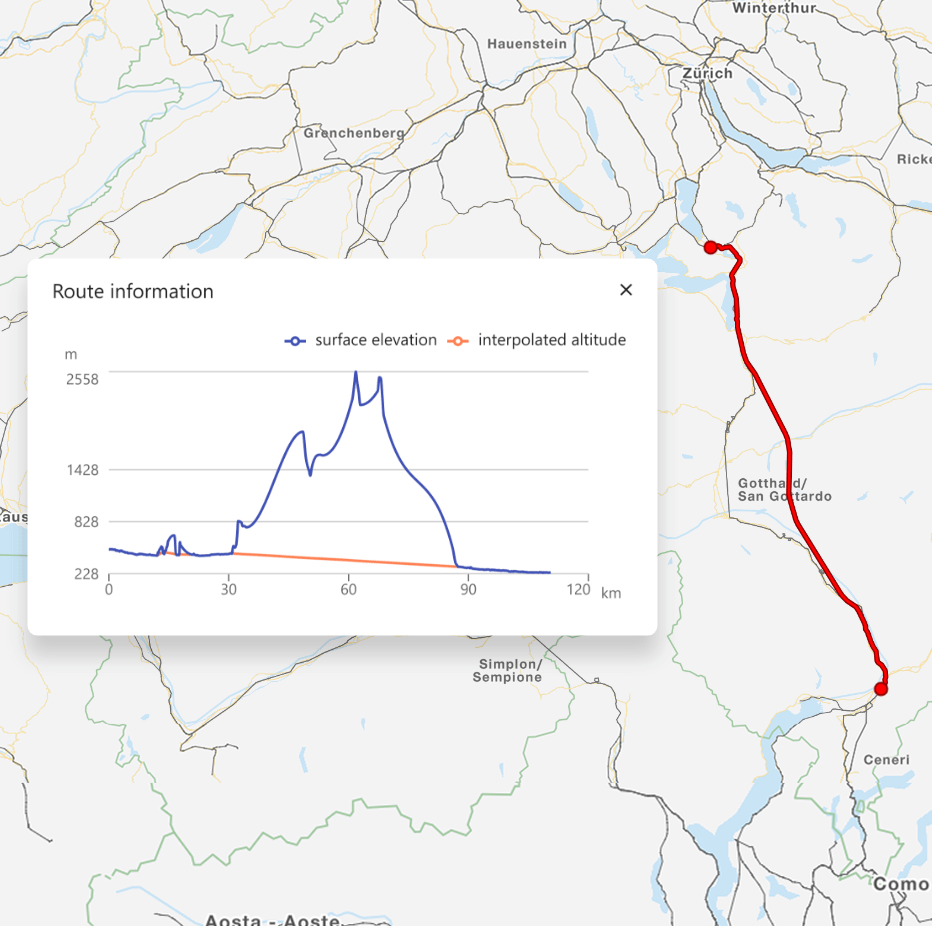 Winterthur
Hauenstein
Zürich
Grenchenberg
Ricke
Route information
surface elevation
interpolated altitude
m
2558
1428
828
228
0
30
60
90
120
km
Gotthard/
San Gottardo
aus
Simplon/
Sempione
Ceneri
Como
Aosta - Aoste